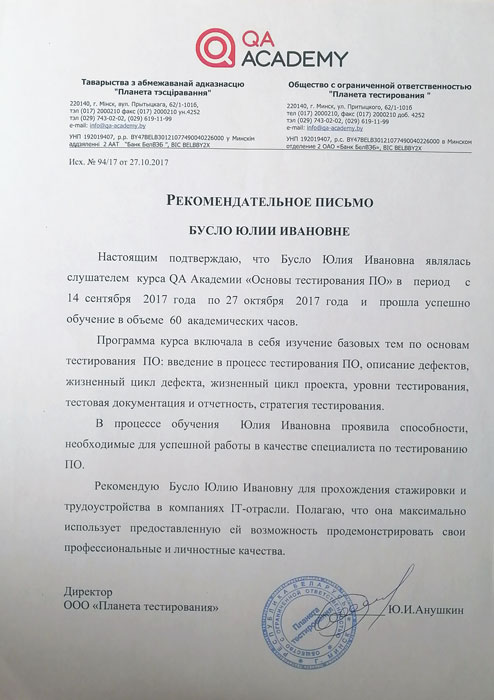 QA
ACADEMY
Таварыства з абмежаванай адказнасцю
"Планета тэсціравання"
220140, г. Мінск, вул. Прытыцкага, 62/1-101б,
тэл (017) 2000210 факс (017) 2000210 ун.4252
тэл (029) 743-02-02, (029) 619-11-99
e-mail: info@qa-academy.by
УНП 192019407, р.р. BY47BELB30121077490040226000 у Мінскім
аддзяленні 2 ААТ "Банк БелВЭБ", BIC BELBBY2X
Общество с ограниченной ответственностью
"Планета тестирования "
220140, г. Минск, ул. Притыцкого, 62/1-101б
тел (017) 2000210, факс (017) 2000210 доб. 4252
тел (029) 743-02-02, (029) 619-11-99
e-mail: info@qa-academy.by
УНП 192019407, р.р. BY47BELB30121077490040226000 в Минском
отделение 2 ОАО «Банк БелВЭБ», BIC BELBBY2X
Исх. № 94/17 от 27.10.2017
РЕКОМЕНДАТЕЛЬНОЕ ПИСЬМО
БУСЛО ЮЛИИ ИВАНОВНЕ
Настоящим подтверждаю, что Бусло Юлия Ивановна являлась
слушателем курса QA Академии «Основы тестирования ПО» в период с
14 сентября 2017 года по 27 октября 2017 года и прошла успешно
обучение в объеме 60 академических часов.
Программа курса включала в себя изучение базовых тем по основам
тестирования ПО: введение в процесс тестирования ПО, описание дефектов,
жизненный цикл дефекта, жизненный цикл проекта, уровни тестирования,
тестовая документация и отчетность, стратегия тестирования.
В процессе обучения Юлия Ивановна проявила способности,
необходимые для успешной работы в качестве специалиста по тестированию
ПО.
Рекомендую Бусло Юлию Ивановну для прохождения стажировки и
трудоустройства в компаниях IT-отрасли. Полагаю, что она максимально
использует предоставленную ей возможность продемонстрировать свои
профессиональные и личностные качества.
Директор
ООО «Планета тестирования»
Ю.И.Анушкин
РЕСПУБЛИКА БЕЛАРУСЬ
Планета
тестирования